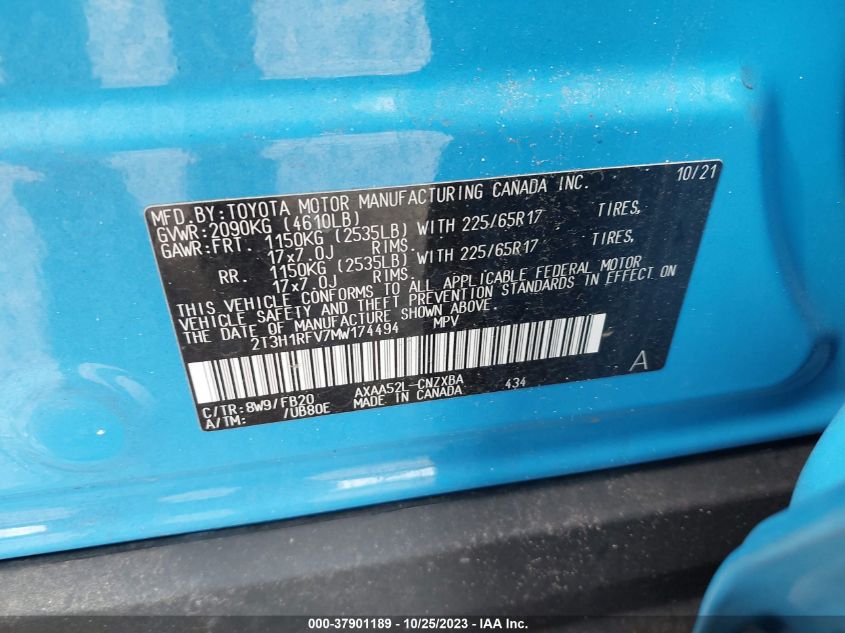 MFD. BY: TOYOTA MOTOR MANUFACTURING CANADA INC. 10/21
GVWR: 2090KG (4610LB)
GAWR: FRT. 1150KG (2535LB) WITH 225/65R17 TIRES,
17x7.0J RIMS.
RR. 1150KG (2535LB) WITH 225/65R17 TIRES,
17x7.0J RIMS.
THIS VEHICLE CONFORMS TO ALL APPLICABLE FEDERAL MOTOR
VEHICLE SAFETY AND THEFT PREVENTION STANDARDS IN EFFECT ON
THE DATE OF MANUFACTURE SHOWN ABOVE.
2T3H1RFV7MW174494 MPV
A
C/TR: 8W9/FB20 AXAA52L-CNZXBA 434
A/TM: /UB80E MADE IN CANADA
000-37901189 - 10/25/2023 - Copyright © IAA, Inc.